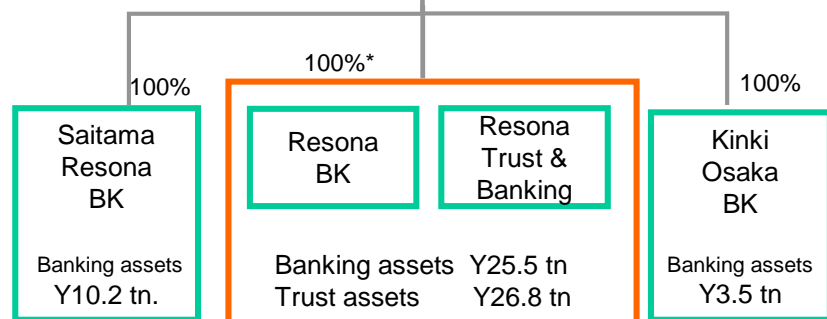 100%
Saitama
Resona
BK
Banking assets
Y10.2 tn.
100%*
Resona
BK
Resona
Trust &
Banking
Banking assets Y25.5 tn
Trust assets Y26.8 tn
100%
Kinki
Osaka
BK
Banking assets
Y3.5 tn